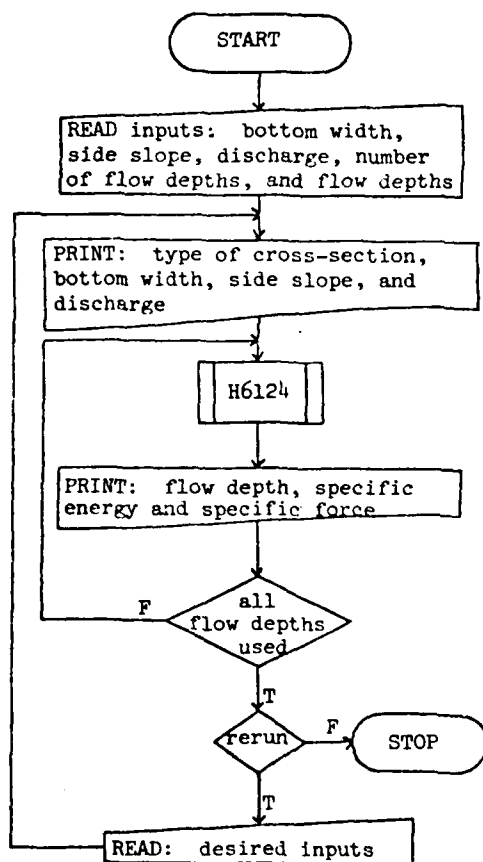 START
READ inputs: bottom width,
side slope, discharge, number
of flow depths, and flow depths
PRINT: type of cross-section,
bottom width, side slope, and
discharge
H6124
PRINT: flow depth, specific
energy and specific force
F
all
flow depths
used
T
rerun
F
STOP
T
READ: desired inputs